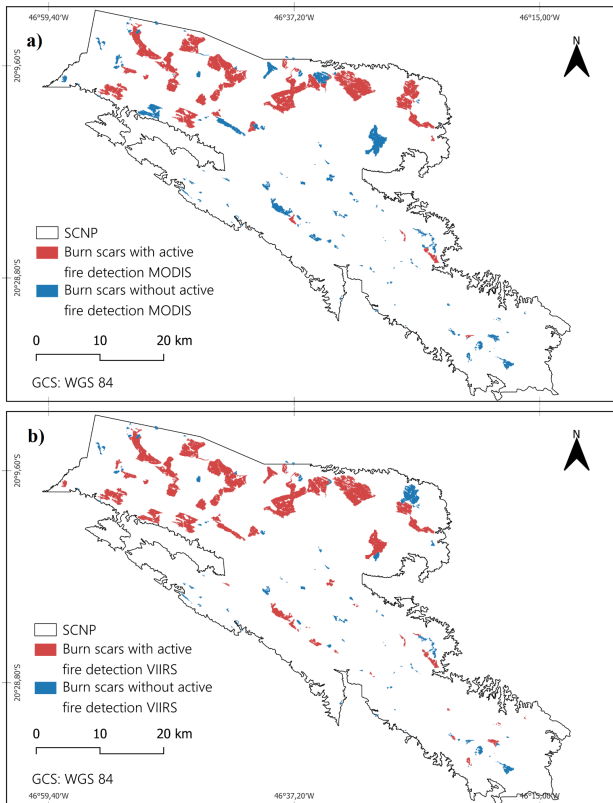 46°59,40'W 46°37,20'W 46°15,00'W
a)
N
20°9,60'S
SCNP
Burn scars with active
fire detection MODIS
Burn scars without active
fire detection MODIS
20°28,80'S
0 10 20 km
GCS: WGS 84
b)
N
20°9,60'S
SCNP
Burn scars with active
fire detection VIIRS
Burn scars without active
fire detection VIIRS
20°28,80'S
0 10 20 km
GCS: WGS 84
46°59,40'W 46°37,20'W 46°15,00'W